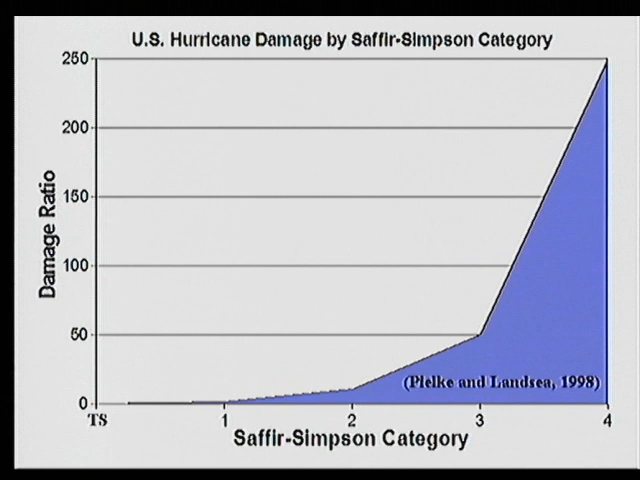 U.S. Hurricane Damage by Saffir-Simpson Category
250
200
150
100
50
0
Damage Ratio
(Pielke and Landsea, 1998)
TS 1 2 3 4
Saffir-Simpson Category